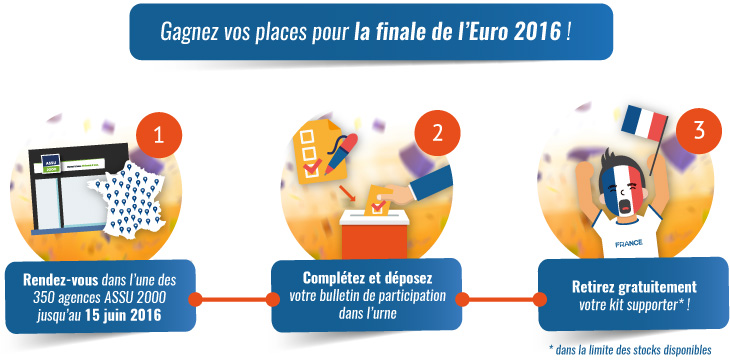 Gagnez vos places pour la finale de l'Euro 2016 !
1
2
3
ASSU
2000
FRANCE
Rendez-vous dans l'une des
350 agences ASSU 2000
jusqu'au 15 juin 2016
Complétez et déposez
votre bulletin de participation
dans l'urne
Retirez gratuitement
votre kit supporter* !
* dans la limite des stocks disponibles